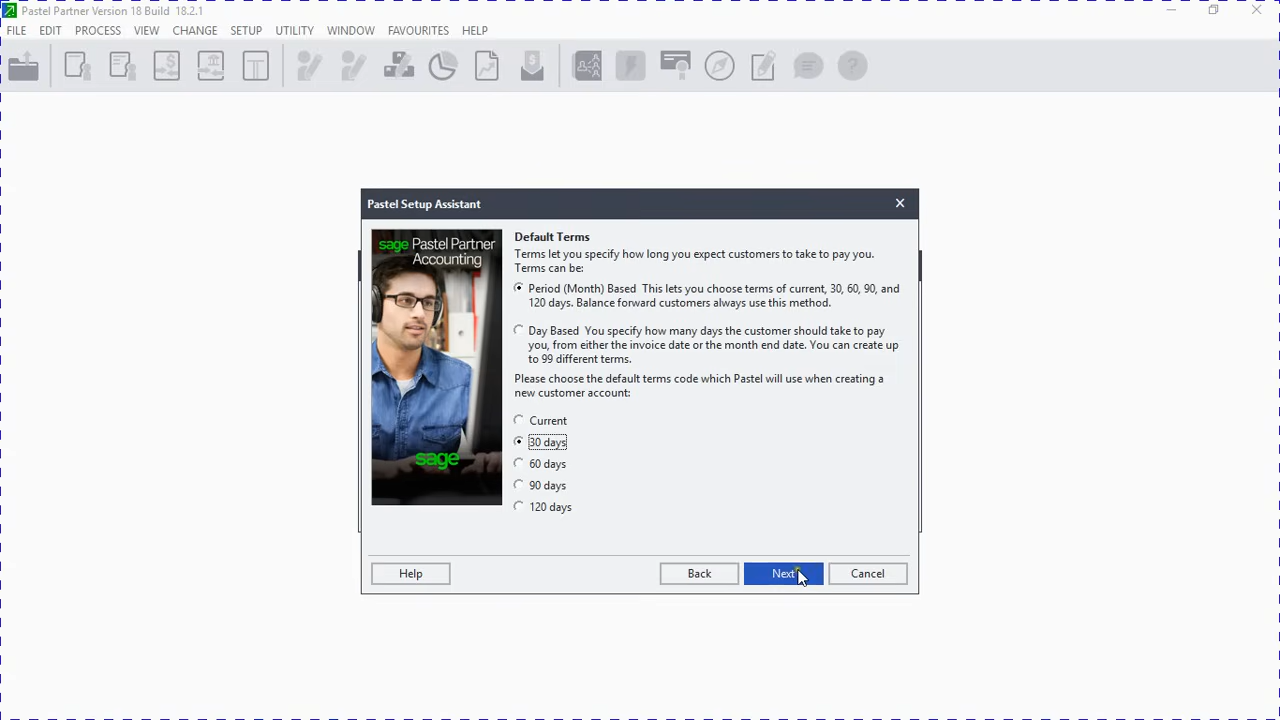 Pastel Partner Version 18 Build  18.2.1
FILE EDIT PROCESS VIEW CHANGE SETUP UTILITY WINDOW FAVOURITES HELP
Pastel Setup Assistant
sage Pastel Partner
Accounting
sage
Default Terms
Terms let you specify how long you expect customers to take to pay you.
Terms can be:
Period (Month) Based  This lets you choose terms of current, 30, 60, 90, and
120 days. Balance forward customers always use this method.
Day Based  You specify how many days the customer should take to pay
you, from either the invoice date or the month end date. You can create up
to 99 different terms.
Please choose the default terms code which Pastel will use when creating a
new customer account:
Current
30 days
60 days
90 days
120 days
Help Back Next Cancel